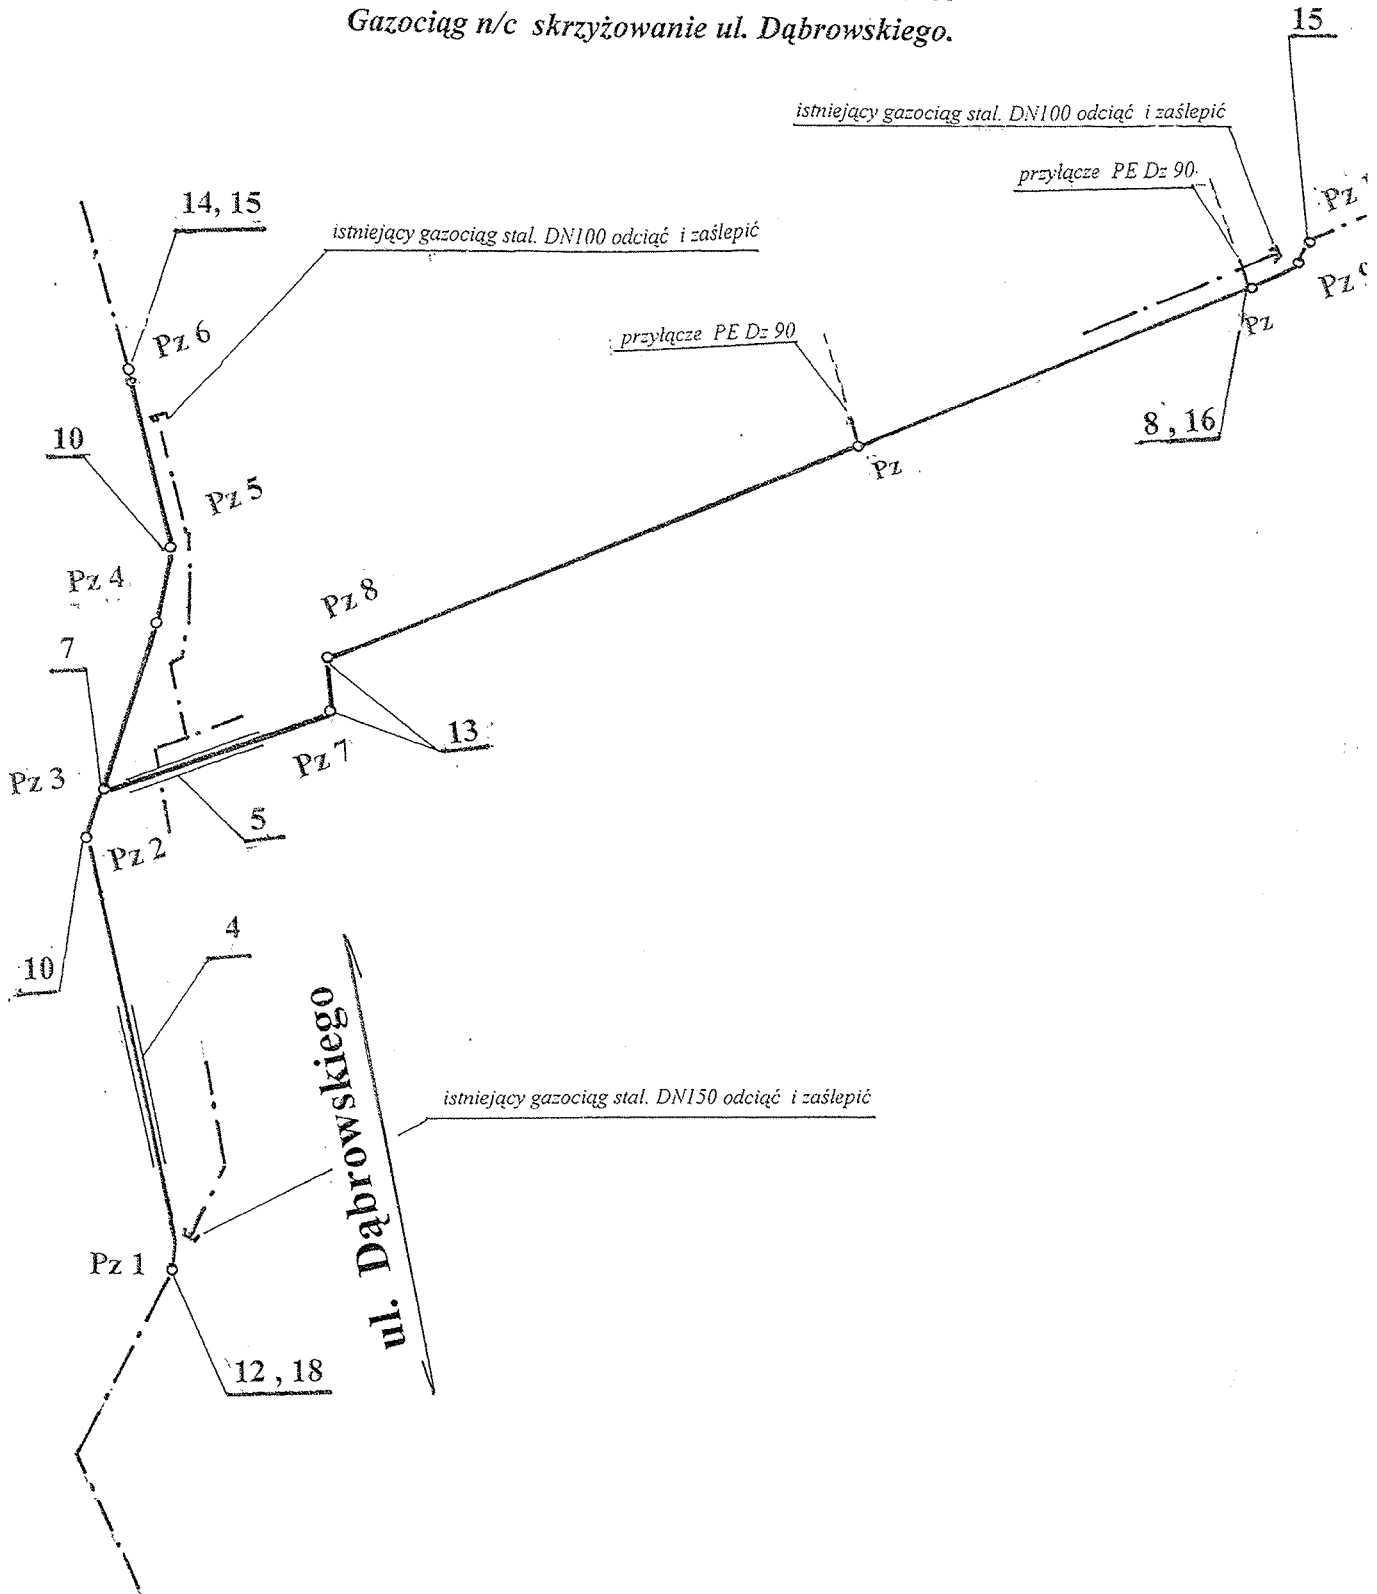 Gazociąg n/c skrzyżowanie ul. Dąbrowskiego.
15
istniejący gazociąg stal. DN100 odciąć i zaślepić
przyłącze PE Dz 90
Pz
14, 15
istniejący gazociąg stal. DN100 odciąć i zaślepić
Pz 9
Pz
Pz 6
przyłącze PE Dz 90
8, 16
10
Pz
Pz 5
Pz 4
Pz 8
7
13
Pz 7
Pz 3
5
Pz 2
4
10
ul. Dąbrowskiego
istniejący gazociąg stal. DN150 odciąć i zaślepić
Pz 1
12, 18